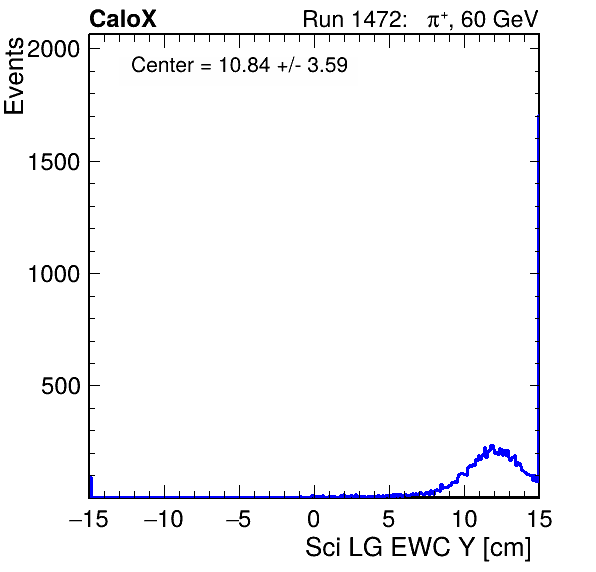 CaloX Run 1472: π⁺, 60 GeV
Events
Center = 10.84 +/- 3.59
2000
1500
1000
500
−15 −10 −5 0 5 10 15
Sci LG EWC Y [cm]